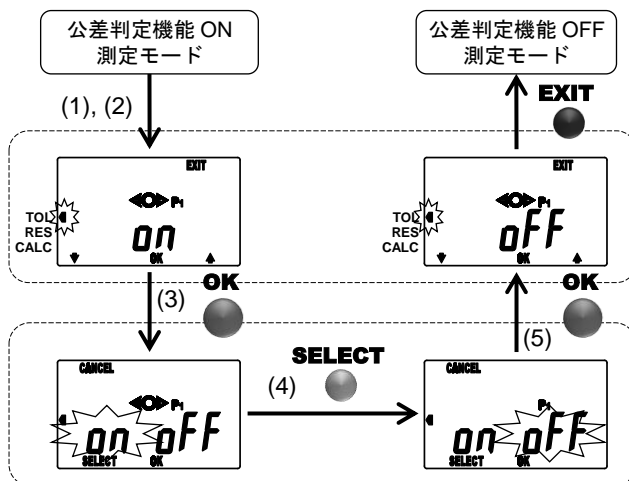 公差判定機能 ON
測定モード
公差判定機能 OFF
測定モード
(1), (2)
EXIT
EXIT
P1
TOL
RES
CALC
on
OK
EXIT
P1
TOL
RES
CALC
oFF
OK
(3)
OK
(5)
OK
CANCEL
P1
on oFF
SELECT OK
(4)
SELECT
CANCEL
P1
on oFF
SELECT OK